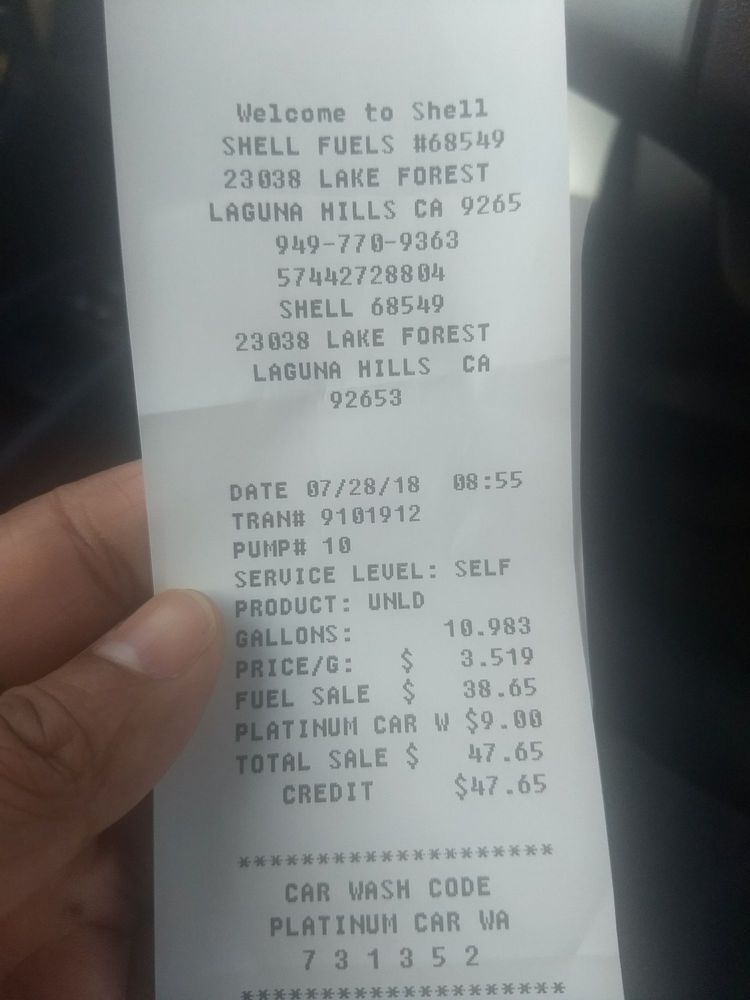 Welcome to Shell
SHELL FUELS #68549
23038 LAKE FOREST
LAGUNA HILLS CA 9265
949-770-9363
57442728804
SHELL 68549
23038 LAKE FOREST
LAGUNA HILLS CA
92653
DATE 07/28/18 08:55
TRAN# 9101912
PUMP# 10
SERVICE LEVEL: SELF
PRODUCT: UNLD
GALLONS: 10.983
PRICE/G: $ 3.519
FUEL SALE $ 38.65
PLATINUM CAR W $9.00
TOTAL SALE $ 47.65
CREDIT $47.65
********************
CAR WASH CODE
PLATINUM CAR WA
7 3 1 3 5 2
********************